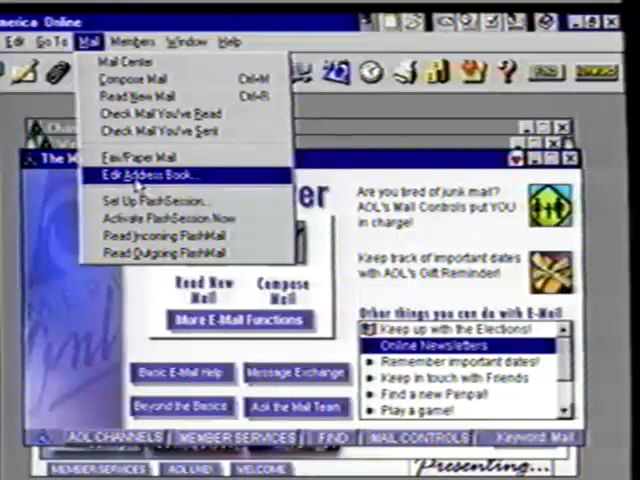 merica Online
Edit Go To Mail Members Window Help
Mail Center
Compose Mail Ctrl+M
Read New Mail Ctrl+R
Check Mail You've Read
Check Mail You've Sent
Fax/Paper Mail
Edit Address Book...
Set Up FlashSession...
Activate FlashSession Now
Read Incoming FlashMail
Read Outgoing FlashMail
Find
Keyword
The
er
Read New Mail
Compose Mail
More E-Mail Functions
Basic E-Mail Help
Message Exchange
Beyond the Basics
Ask the Mail Team
Are you tired of junk mail?
AOL's Mail Controls put YOU
in charge!
Keep track of important dates
with AOL's Gift Reminder!
Other things you can do with E-Mail
Keep up with the Elections!
Online Newsletters
Remember important dates!
Keep in touch with Friends
Find a new Penpal!
Play a game!
AOL CHANNELS MEMBER SERVICES FIND MAIL CONTROLS Keyword: Mail
MEMBER SERVICES AOL LIVE! WELCOME
Presenting...